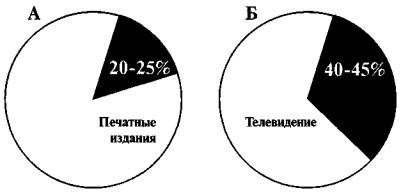 А
20-25%
Печатные
издания
Б
40-45%
Телевидение